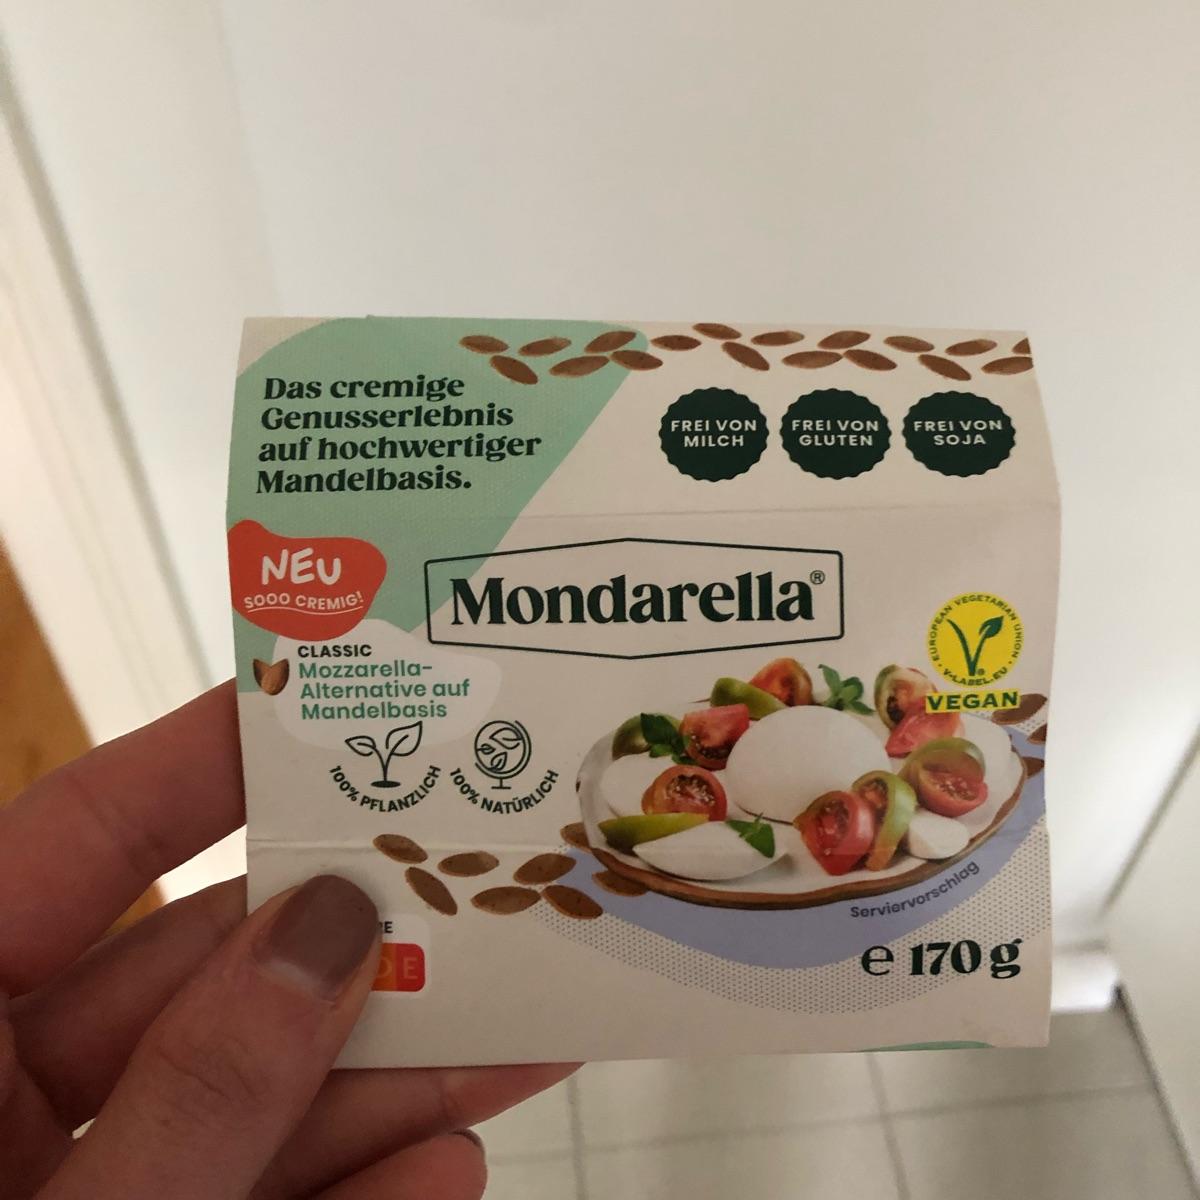 Das cremige
Genusserlebnis
auf hochwertiger
Mandelbasis.
FREI VON
MILCH
FREI VON
GLUTEN
FREI VON
SOJA
NEU
SOOO CREMIG!
Mondarella®
CLASSIC
Mozzarella-
Alternative auf
Mandelbasis
100% PFLANZLICH
100% NATÜRLICH
EUROPEAN VEGETARIAN UNION
V-LABEL.EU
VEGAN
Serviervorschlag
E
℮ 170 g